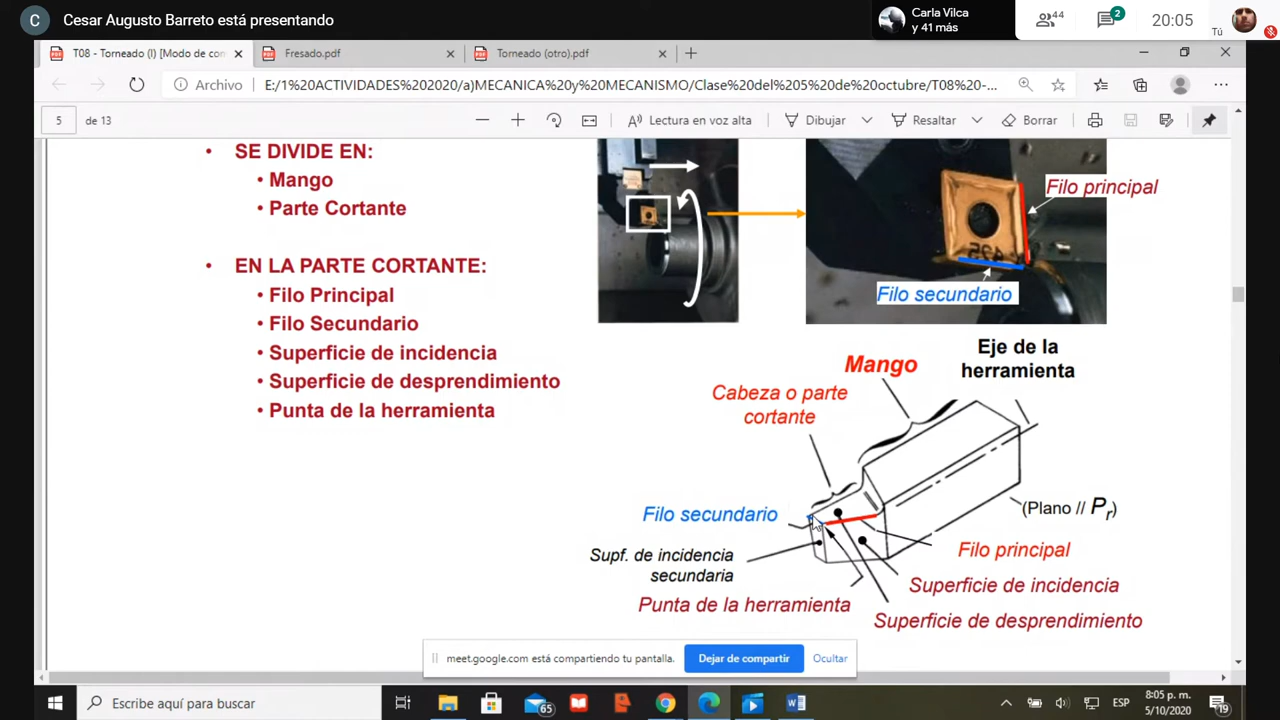 C
Cesar Augusto Barreto está presentando
Carla Vilca
y 41 más
44
2
20:05
Tú
T08 - Torneado (I) [Modo de com
Fresado.pdf
Torneado (otro).pdf
Archivo
E:/1%20ACTIVIDADES%202020/a)MECANICA%20y%20MECANISMO/Clase%20del%205%20de%20octubre/T08%20-...
5
de 13
Lectura en voz alta
Dibujar
Resaltar
Borrar
• SE DIVIDE EN:
• Mango
• Parte Cortante
• EN LA PARTE CORTANTE:
• Filo Principal
• Filo Secundario
• Superficie de incidencia
• Superficie de desprendimiento
• Punta de la herramienta
Filo principal
Filo secundario
Eje de la
herramienta
Mango
Cabeza o parte
cortante
Filo secundario
(Plano // Pr)
Supf. de incidencia
secundaria
Filo principal
Superficie de incidencia
Punta de la herramienta
Superficie de desprendimiento
meet.google.com está compartiendo tu pantalla.
Dejar de compartir
Ocultar
Escribe aquí para buscar
65
ESP
8:05 p. m.
5/10/2020
19